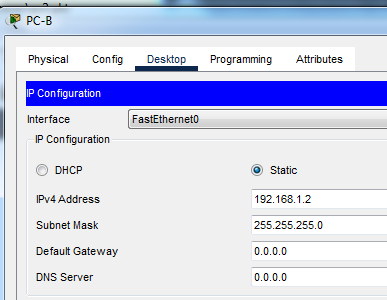 PC-B
Physical Config Desktop Programming Attributes
IP Configuration
Interface FastEthernet0
IP Configuration
DHCP Static
IPv4 Address 192.168.1.2
Subnet Mask 255.255.255.0
Default Gateway 0.0.0.0
DNS Server 0.0.0.0